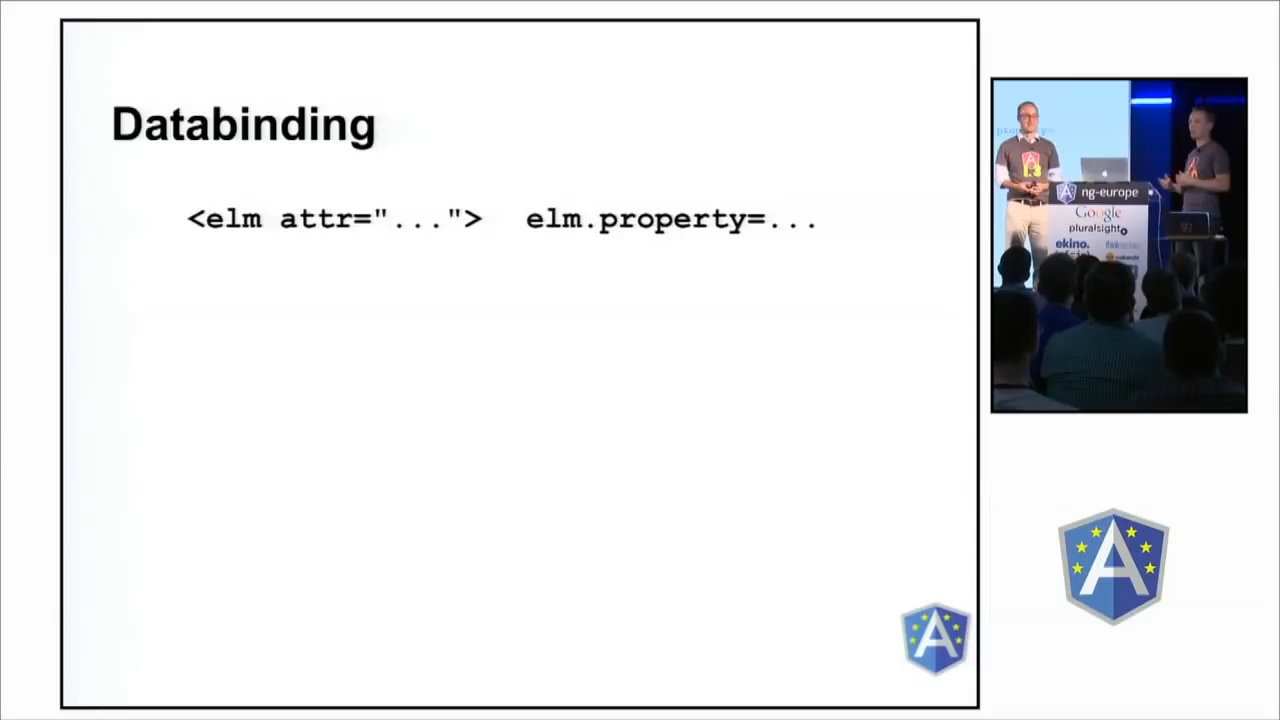 Databinding
<elm attr="..."> elm.property=...
ng-europe
Google
pluralsight
ekino.